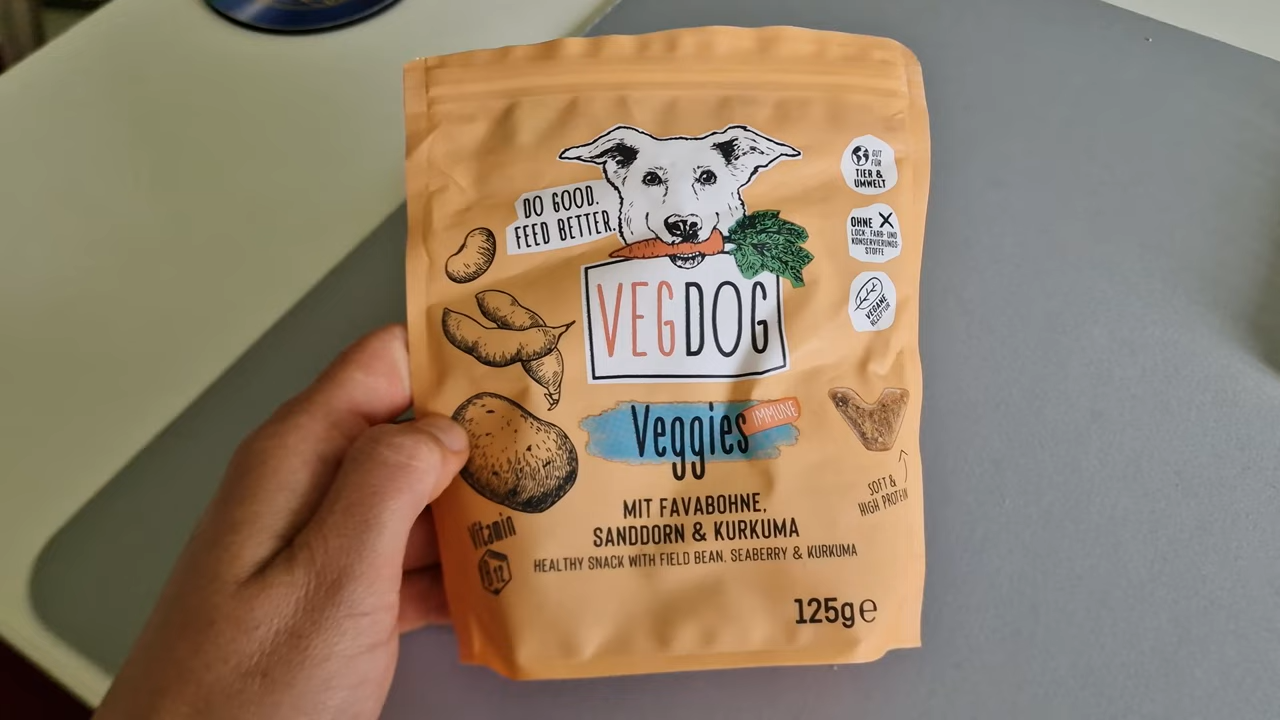 DO GOOD.
FEED BETTER.
VEGDOG
Veggies
IMMUNE
MIT FAVABOHNE,
SANDDORN & KURKUMA
HEALTHY SNACK WITH FIELD BEAN, SEABERRY & KURKUMA
125g e
Vitamin
B12
GUT
FÜR
TIER &
UMWELT
OHNE
LOCK-, FARB- UND
KONSERVIERUNGS-
STOFFE
VEGANE
REZEPTUR
SOFT &
HIGH PROTEIN